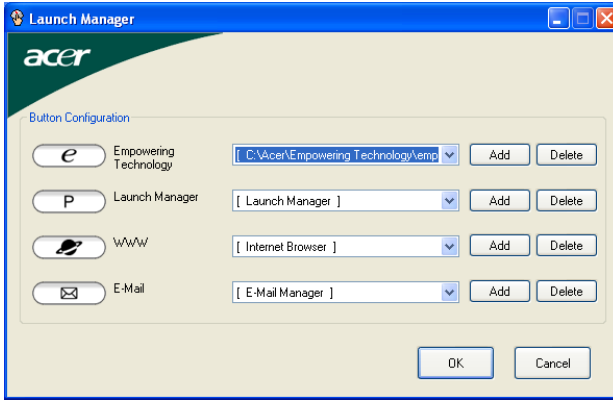 Launch Manager
acer
Button Configuration
e Empowering Technology [ C:\Acer\Empowering Technology\emp Add Delete
P Launch Manager [ Launch Manager ] Add Delete
WWW [ Internet Browser ] Add Delete
E-Mail [ E-Mail Manager ] Add Delete
OK Cancel